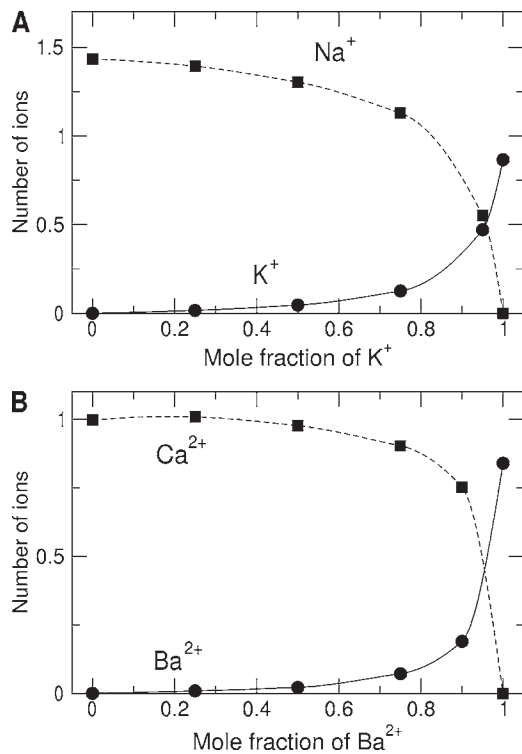 A
Na+
K+
Number of ions
0
0.5
1
1.5
0 0.2 0.4 0.6 0.8 1
Mole fraction of K+
B
Ca2+
Ba2+
Number of ions
0
0.5
1
0 0.2 0.4 0.6 0.8 1
Mole fraction of Ba2+